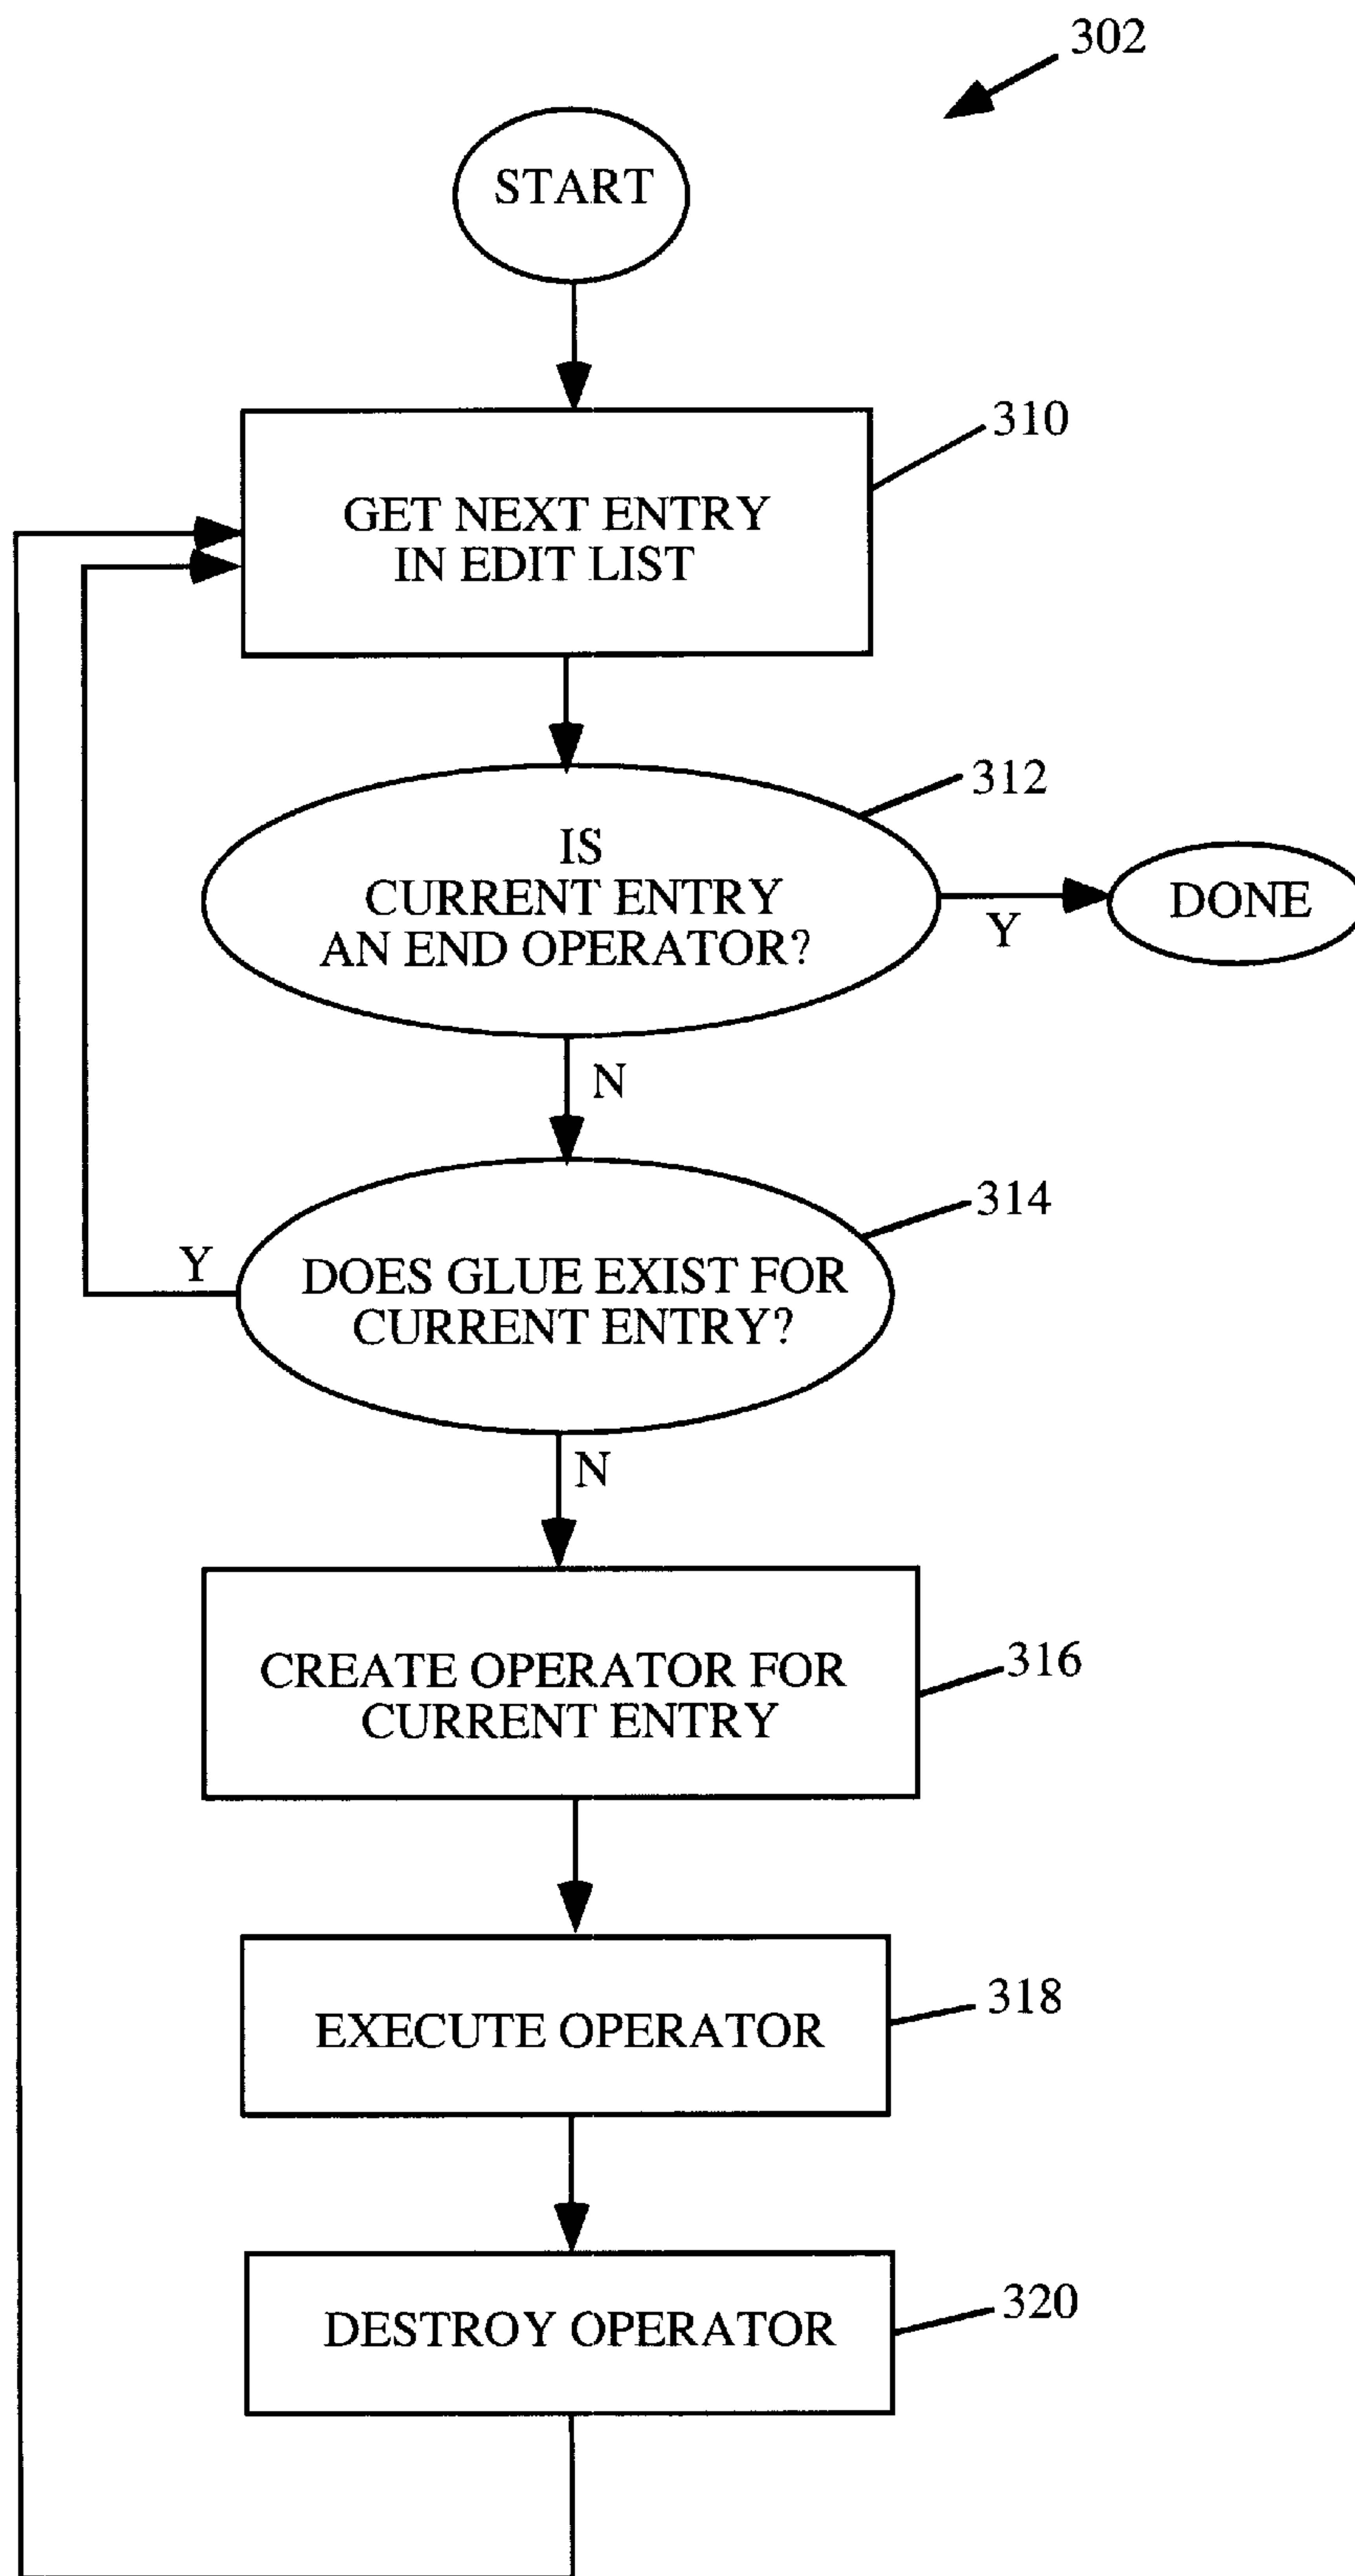 302
START
310
GET NEXT ENTRY
IN EDIT LIST
312
IS
CURRENT ENTRY
AN END OPERATOR?
Y
DONE
N
314
Y
DOES GLUE EXIST FOR
CURRENT ENTRY?
N
316
CREATE OPERATOR FOR
CURRENT ENTRY
318
EXECUTE OPERATOR
320
DESTROY OPERATOR